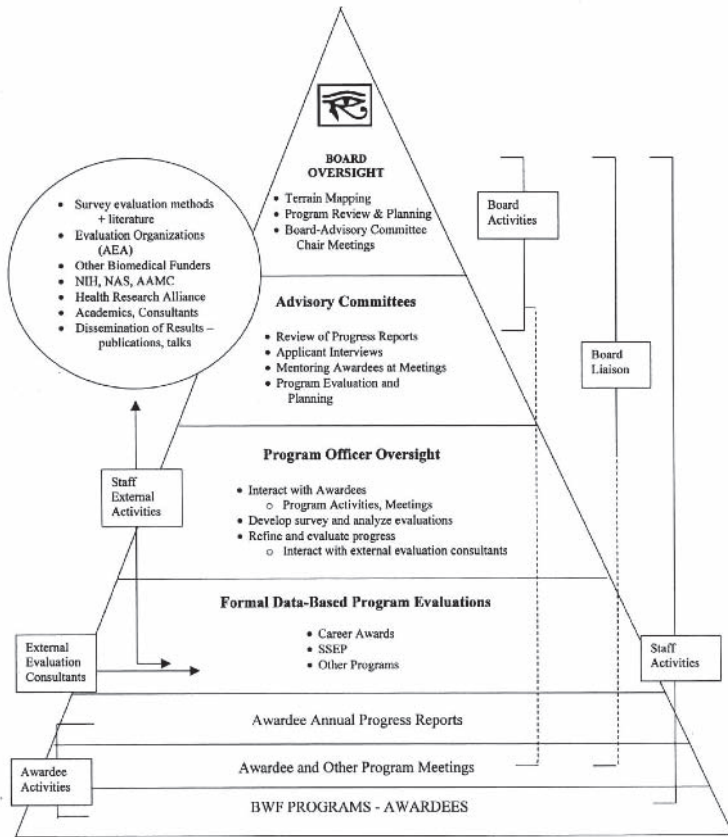 BOARD
OVERSIGHT
• Terrain Mapping
• Program Review & Planning
• Board-Advisory Committee
Chair Meetings
• Survey evaluation methods
+ literature
• Evaluation Organizations
(AEA)
• Other Biomedical Funders
• NIH, NAS, AAMC
• Health Research Alliance
• Academics, Consultants
• Dissemination of Results –
publications, talks
Board
Activities
Advisory Committees
• Review of Progress Reports
• Applicant Interviews
• Mentoring Awardees at Meetings
• Program Evaluation and
Planning
Board
Liaison
Program Officer Oversight
• Interact with Awardees
o Program Activities, Meetings
• Develop survey and analyze evaluations
• Refine and evaluate progress
o Interact with external evaluation consultants
Staff
External
Activities
Formal Data-Based Program Evaluations
• Career Awards
• SSEP
• Other Programs
External
Evaluation
Consultants
Staff
Activities
Awardee Annual Progress Reports
Awardee and Other Program Meetings
Awardee
Activities
BWF PROGRAMS - AWARDEES